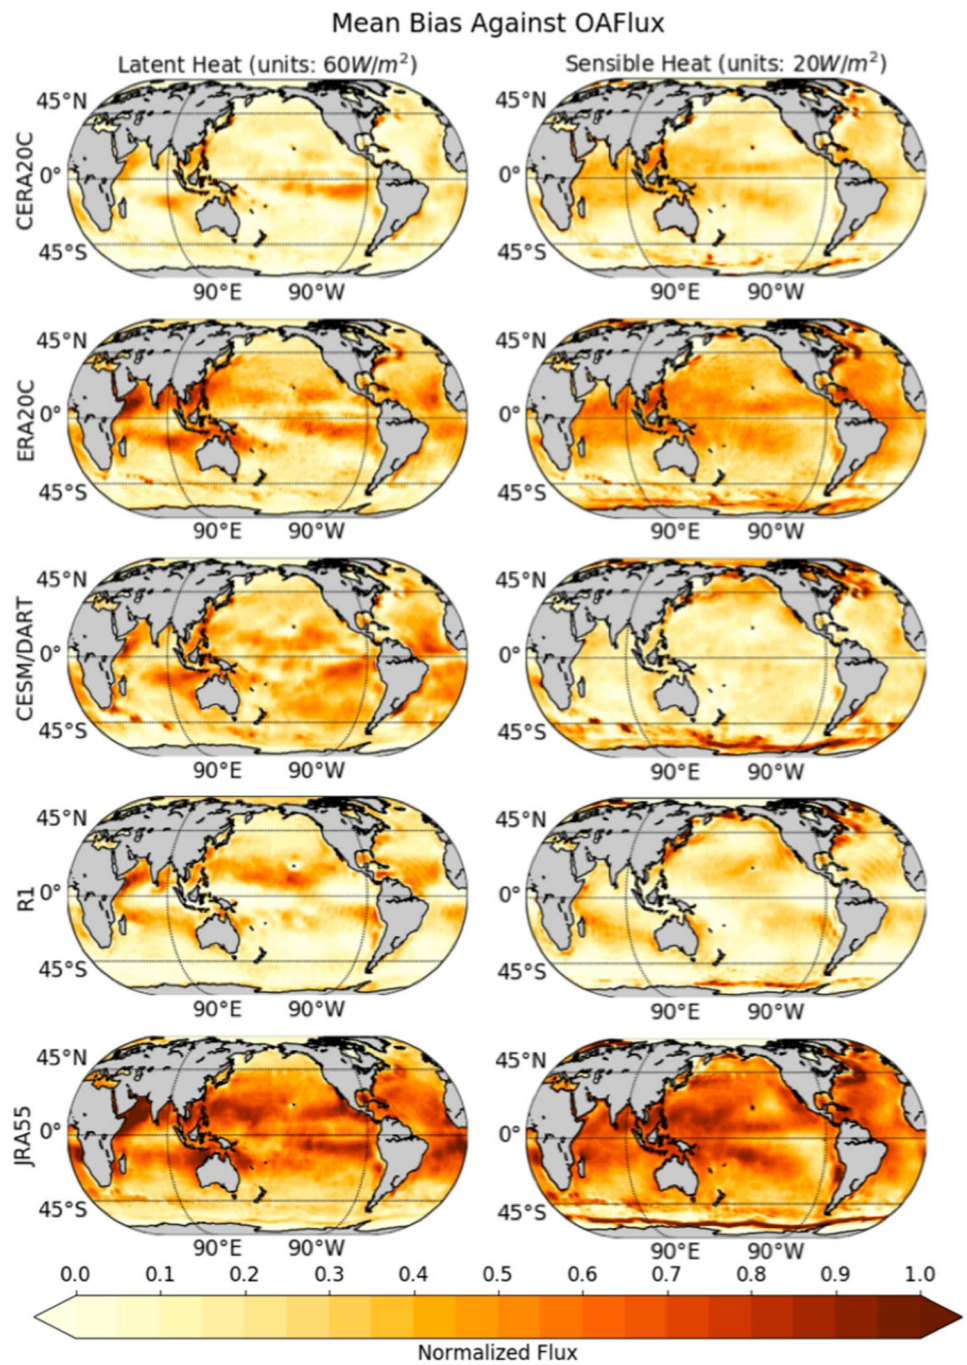 Mean Bias Against OAFlux
Latent Heat (units: 60W/m²)
Sensible Heat (units: 20W/m²)
CERA20C
45°N
0°
45°S
90°E 90°W
45°N
0°
45°S
90°E 90°W
ERA20C
45°N
0°
45°S
90°E 90°W
45°N
0°
45°S
90°E 90°W
CESM/DART
45°N
0°
45°S
90°E 90°W
45°N
0°
45°S
90°E 90°W
R1
45°N
0°
45°S
90°E 90°W
45°N
0°
45°S
90°E 90°W
JRA55
45°N
0°
45°S
90°E 90°W
45°N
0°
45°S
90°E 90°W
0.0 0.1 0.2 0.3 0.4 0.5 0.6 0.7 0.8 0.9 1.0
Normalized Flux